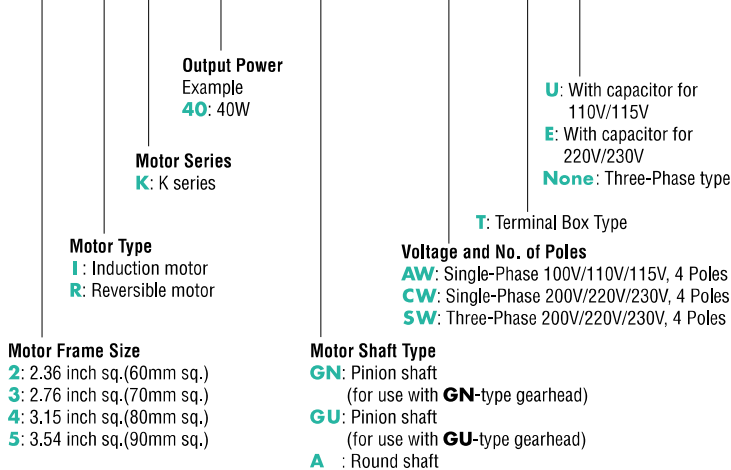 Output Power
Example
40: 40W
U: With capacitor for
110V/115V
E: With capacitor for
220V/230V
None: Three-Phase type
Motor Series
K: K series
T: Terminal Box Type
Motor Type
I: Induction motor
R: Reversible motor
Voltage and No. of Poles
AW: Single-Phase 100V/110V/115V, 4 Poles
CW: Single-Phase 200V/220V/230V, 4 Poles
SW: Three-Phase 200V/220V/230V, 4 Poles
Motor Frame Size
2: 2.36 inch sq.(60mm sq.)
3: 2.76 inch sq.(70mm sq.)
4: 3.15 inch sq.(80mm sq.)
5: 3.54 inch sq.(90mm sq.)
Motor Shaft Type
GN: Pinion shaft
(for use with GN-type gearhead)
GU: Pinion shaft
(for use with GU-type gearhead)
A : Round shaft